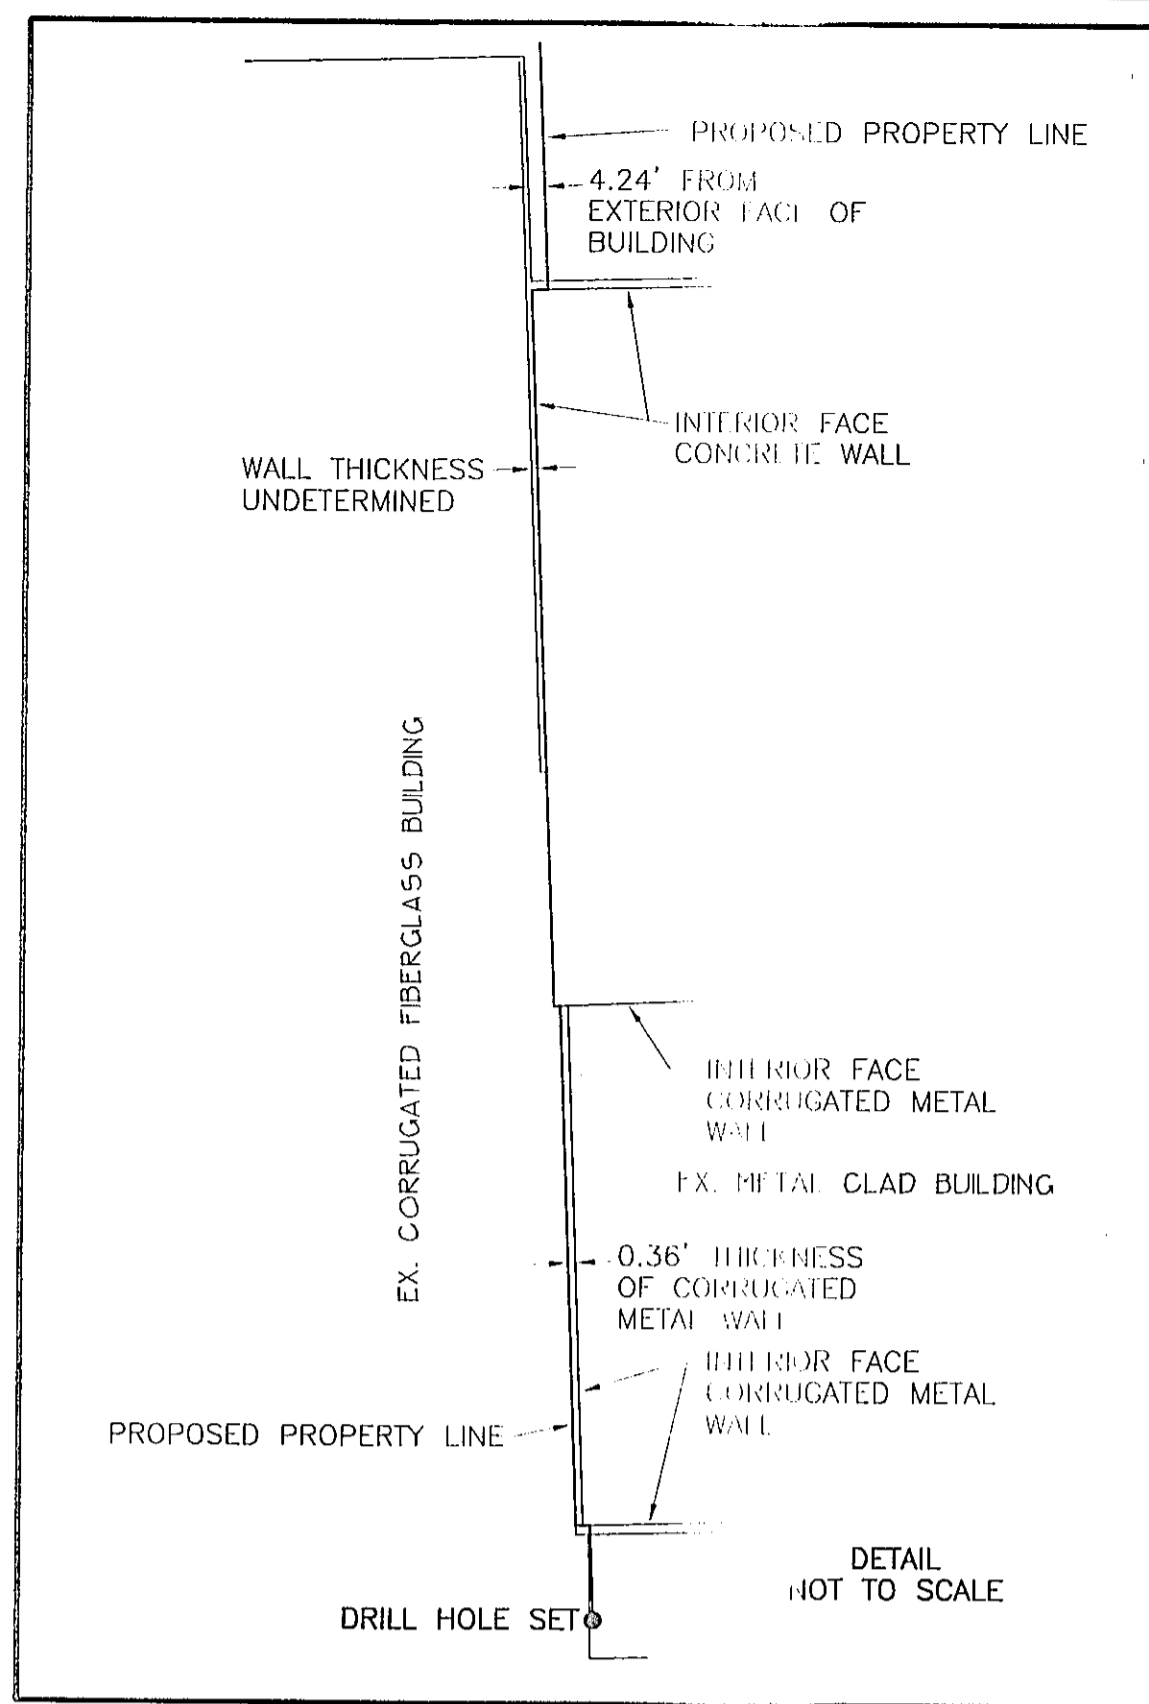 PROPOSED PROPERTY LINE
4.24' FROM
EXTERIOR FACE OF
BUILDING
INTERIOR FACE
CONCRETE WALL
WALL THICKNESS
UNDETERMINED
EX. CORRUGATED FIBERGLASS BUILDING
INTERIOR FACE
CORRUGATED METAL
WALL
EX. METAL CLAD BUILDING
0.36' THICKNESS
OF CORRUGATED
METAL WALL
INTERIOR FACE
CORRUGATED METAL
WALL
PROPOSED PROPERTY LINE
DETAIL
NOT TO SCALE
DRILL HOLE SET